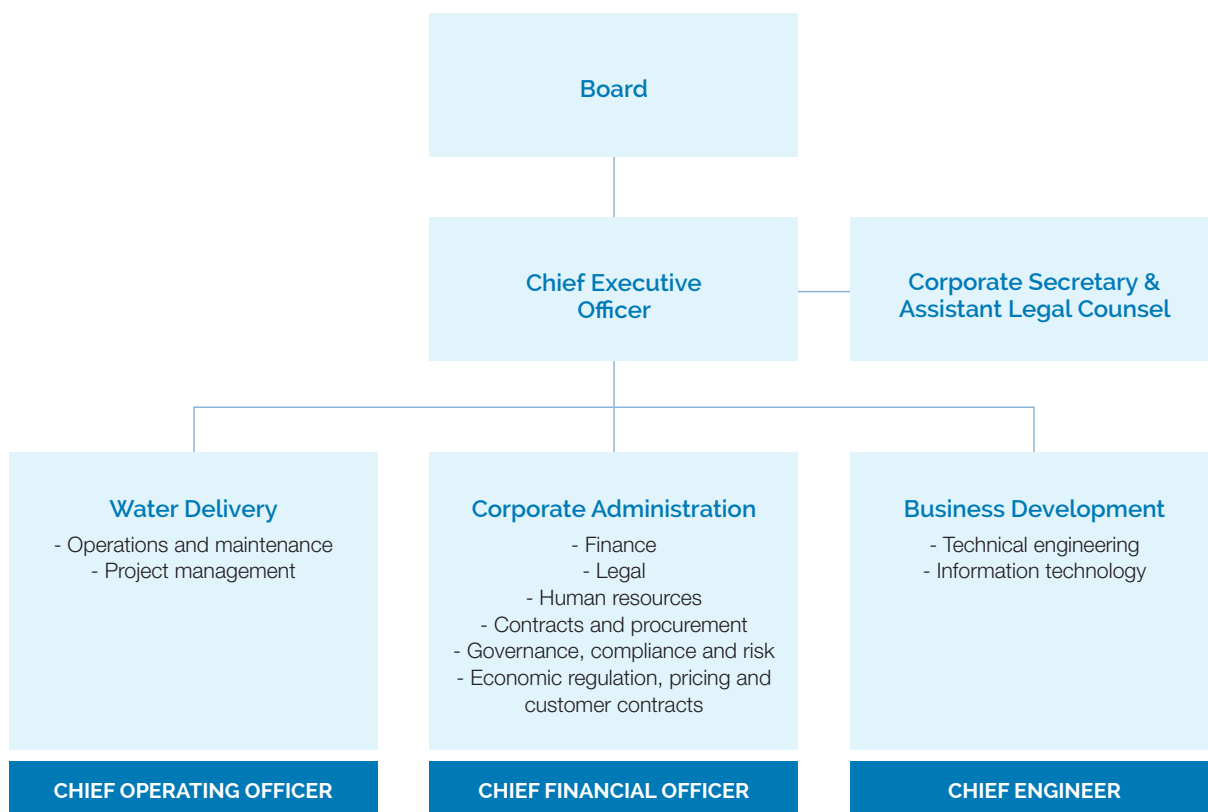 Board
Chief Executive
Officer
Corporate Secretary &
Assistant Legal Counsel
Water Delivery
- Operations and maintenance
- Project management
Corporate Administration
- Finance
- Legal
- Human resources
- Contracts and procurement
- Governance, compliance and risk
- Economic regulation, pricing and
customer contracts
Business Development
- Technical engineering
- Information technology
CHIEF OPERATING OFFICER
CHIEF FINANCIAL OFFICER
CHIEF ENGINEER